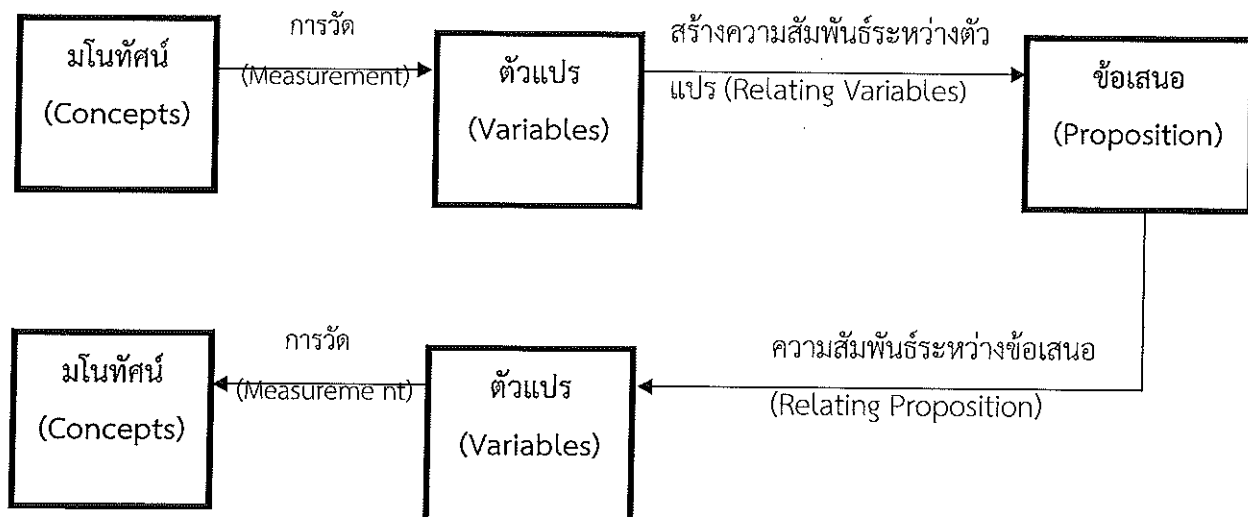 มโนทัศน์
(Concepts)
การวัด
(Measurement)
ตัวแปร
(Variables)
สร้างความสัมพันธ์ระหว่างตัว
แปร (Relating Variables)
ข้อเสนอ
(Proposition)
มโนทัศน์
(Concepts)
การวัด
(Measureme nt)
ตัวแปร
(Variables)
ความสัมพันธ์ระหว่างข้อเสนอ
(Relating Proposition)